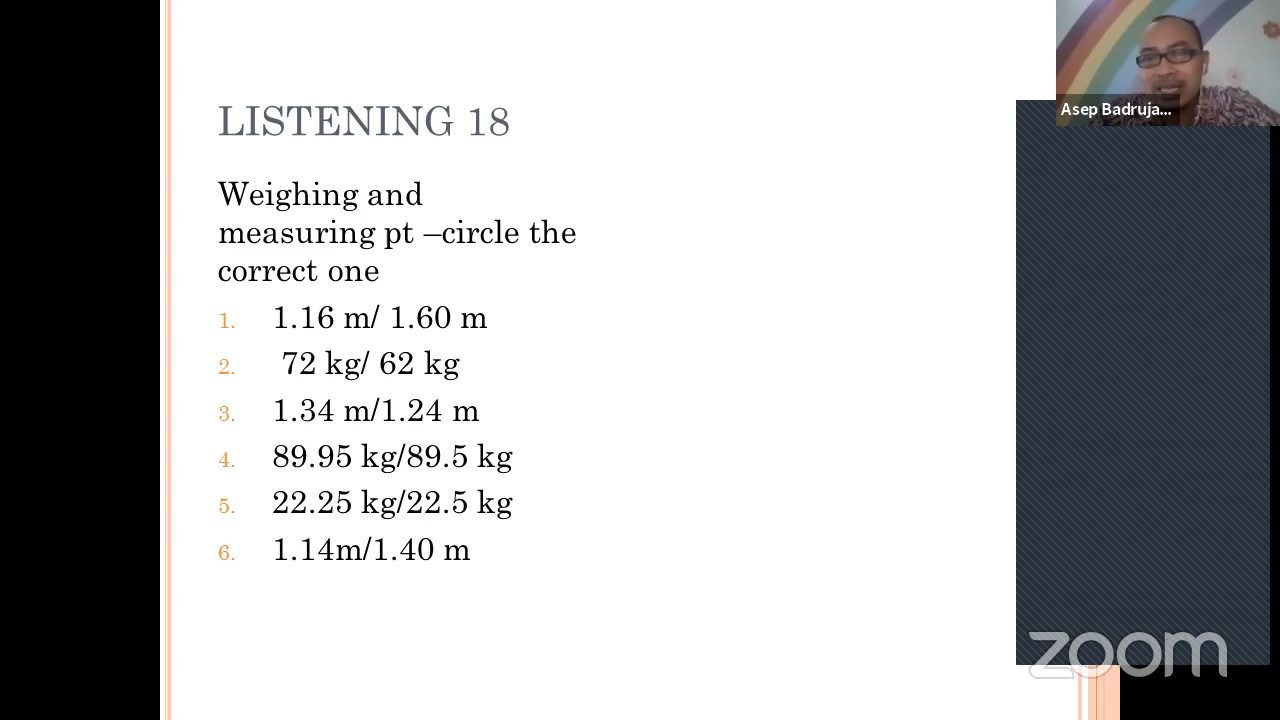 LISTENING 18
Weighing and
measuring pt –circle the
correct one
1. 1.16 m/ 1.60 m
2. 72 kg/ 62 kg
3. 1.34 m/1.24 m
4. 89.95 kg/89.5 kg
5. 22.25 kg/22.5 kg
6. 1.14m/1.40 m
Asep Badruja...
zoom